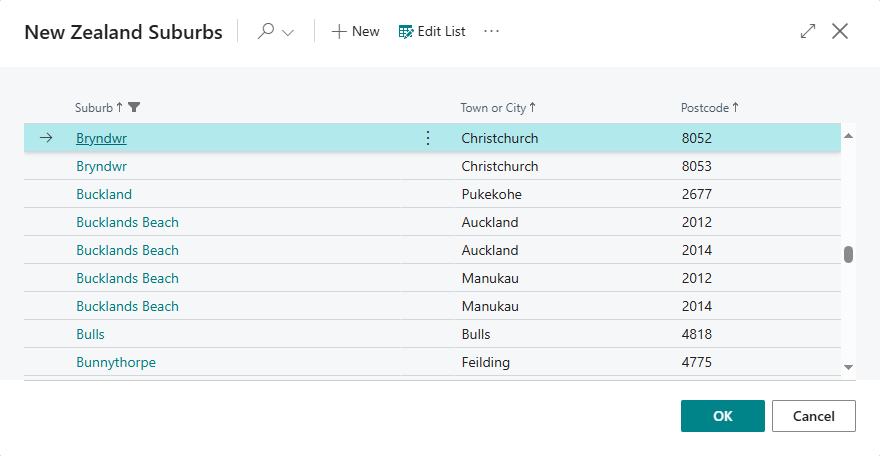 New Zealand Suburbs New Edit List
Suburb Town or City Postcode
Bryndwr Christchurch 8052
Bryndwr Christchurch 8053
Buckland Pukekohe 2677
Bucklands Beach Auckland 2012
Bucklands Beach Auckland 2014
Bucklands Beach Manukau 2012
Bucklands Beach Manukau 2014
Bulls Bulls 4818
Bunnythorpe Feilding 4775
OK Cancel